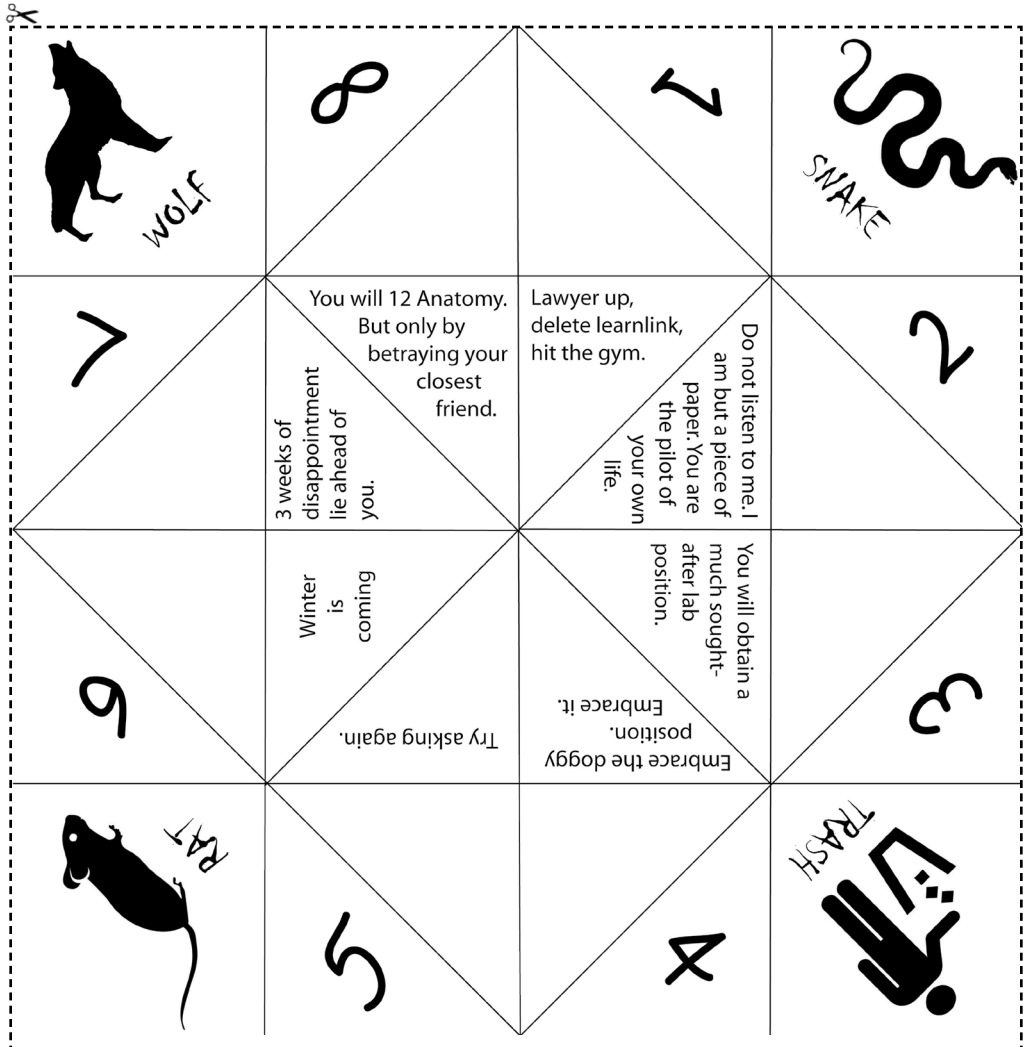 WOLF
8
1
SNAKE
7
You will 12 Anatomy.
But only by
betraying your
closest
friend.
Lawyer up,
delete learnlink,
hit the gym.
2
3 weeks of
disappointment
lie ahead of
you.
Do not listen to me. I
am but a piece of
paper. You are
the pilot of
your own
life.
6
Winter
is
coming
You will obtain a
much sought-
after lab
position.
3
Try asking again.
Embrace the doggy
position.
Embrace it.
RAT
5
4
TRASH